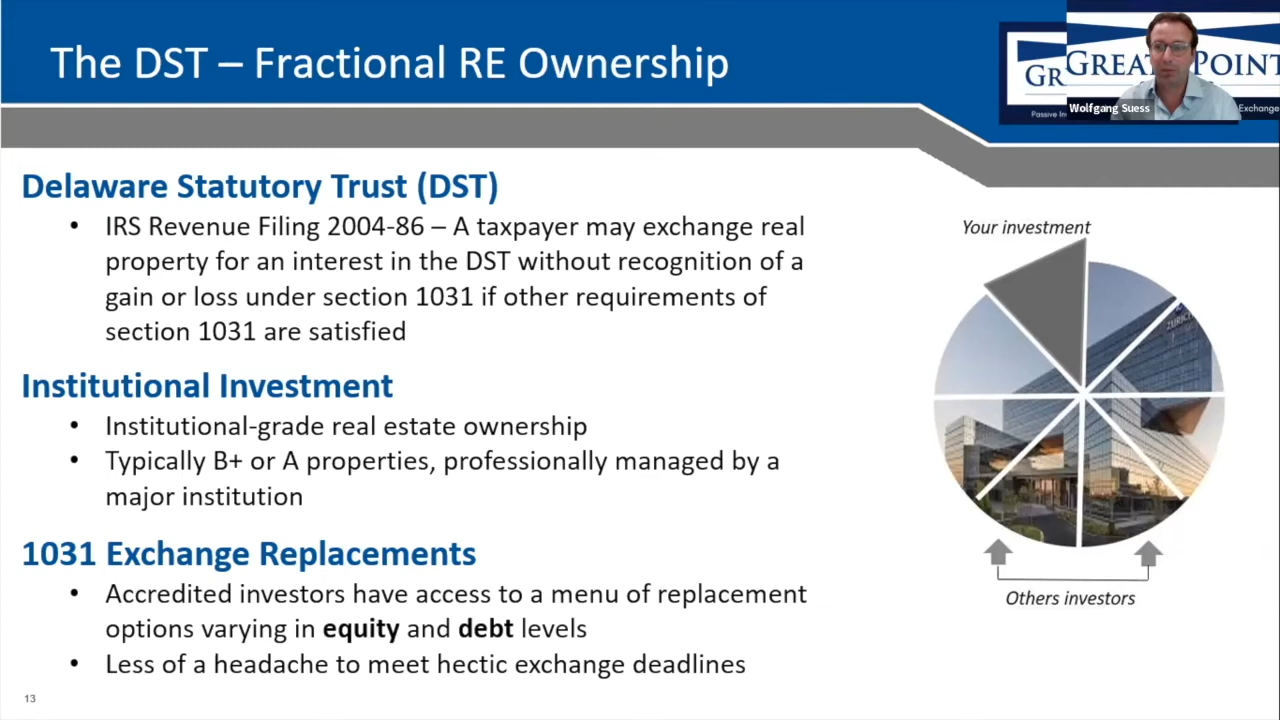 The DST – Fractional RE Ownership
GR
GREAT POINT
Wolfgang Suess
Exchange
Passive
Delaware Statutory Trust (DST)
• IRS Revenue Filing 2004-86 – A taxpayer may exchange real
property for an interest in the DST without recognition of a
gain or loss under section 1031 if other requirements of
section 1031 are satisfied
Institutional Investment
• Institutional-grade real estate ownership
• Typically B+ or A properties, professionally managed by a
major institution
1031 Exchange Replacements
• Accredited investors have access to a menu of replacement
options varying in equity and debt levels
• Less of a headache to meet hectic exchange deadlines
Your investment
ZURICH
Others investors
13